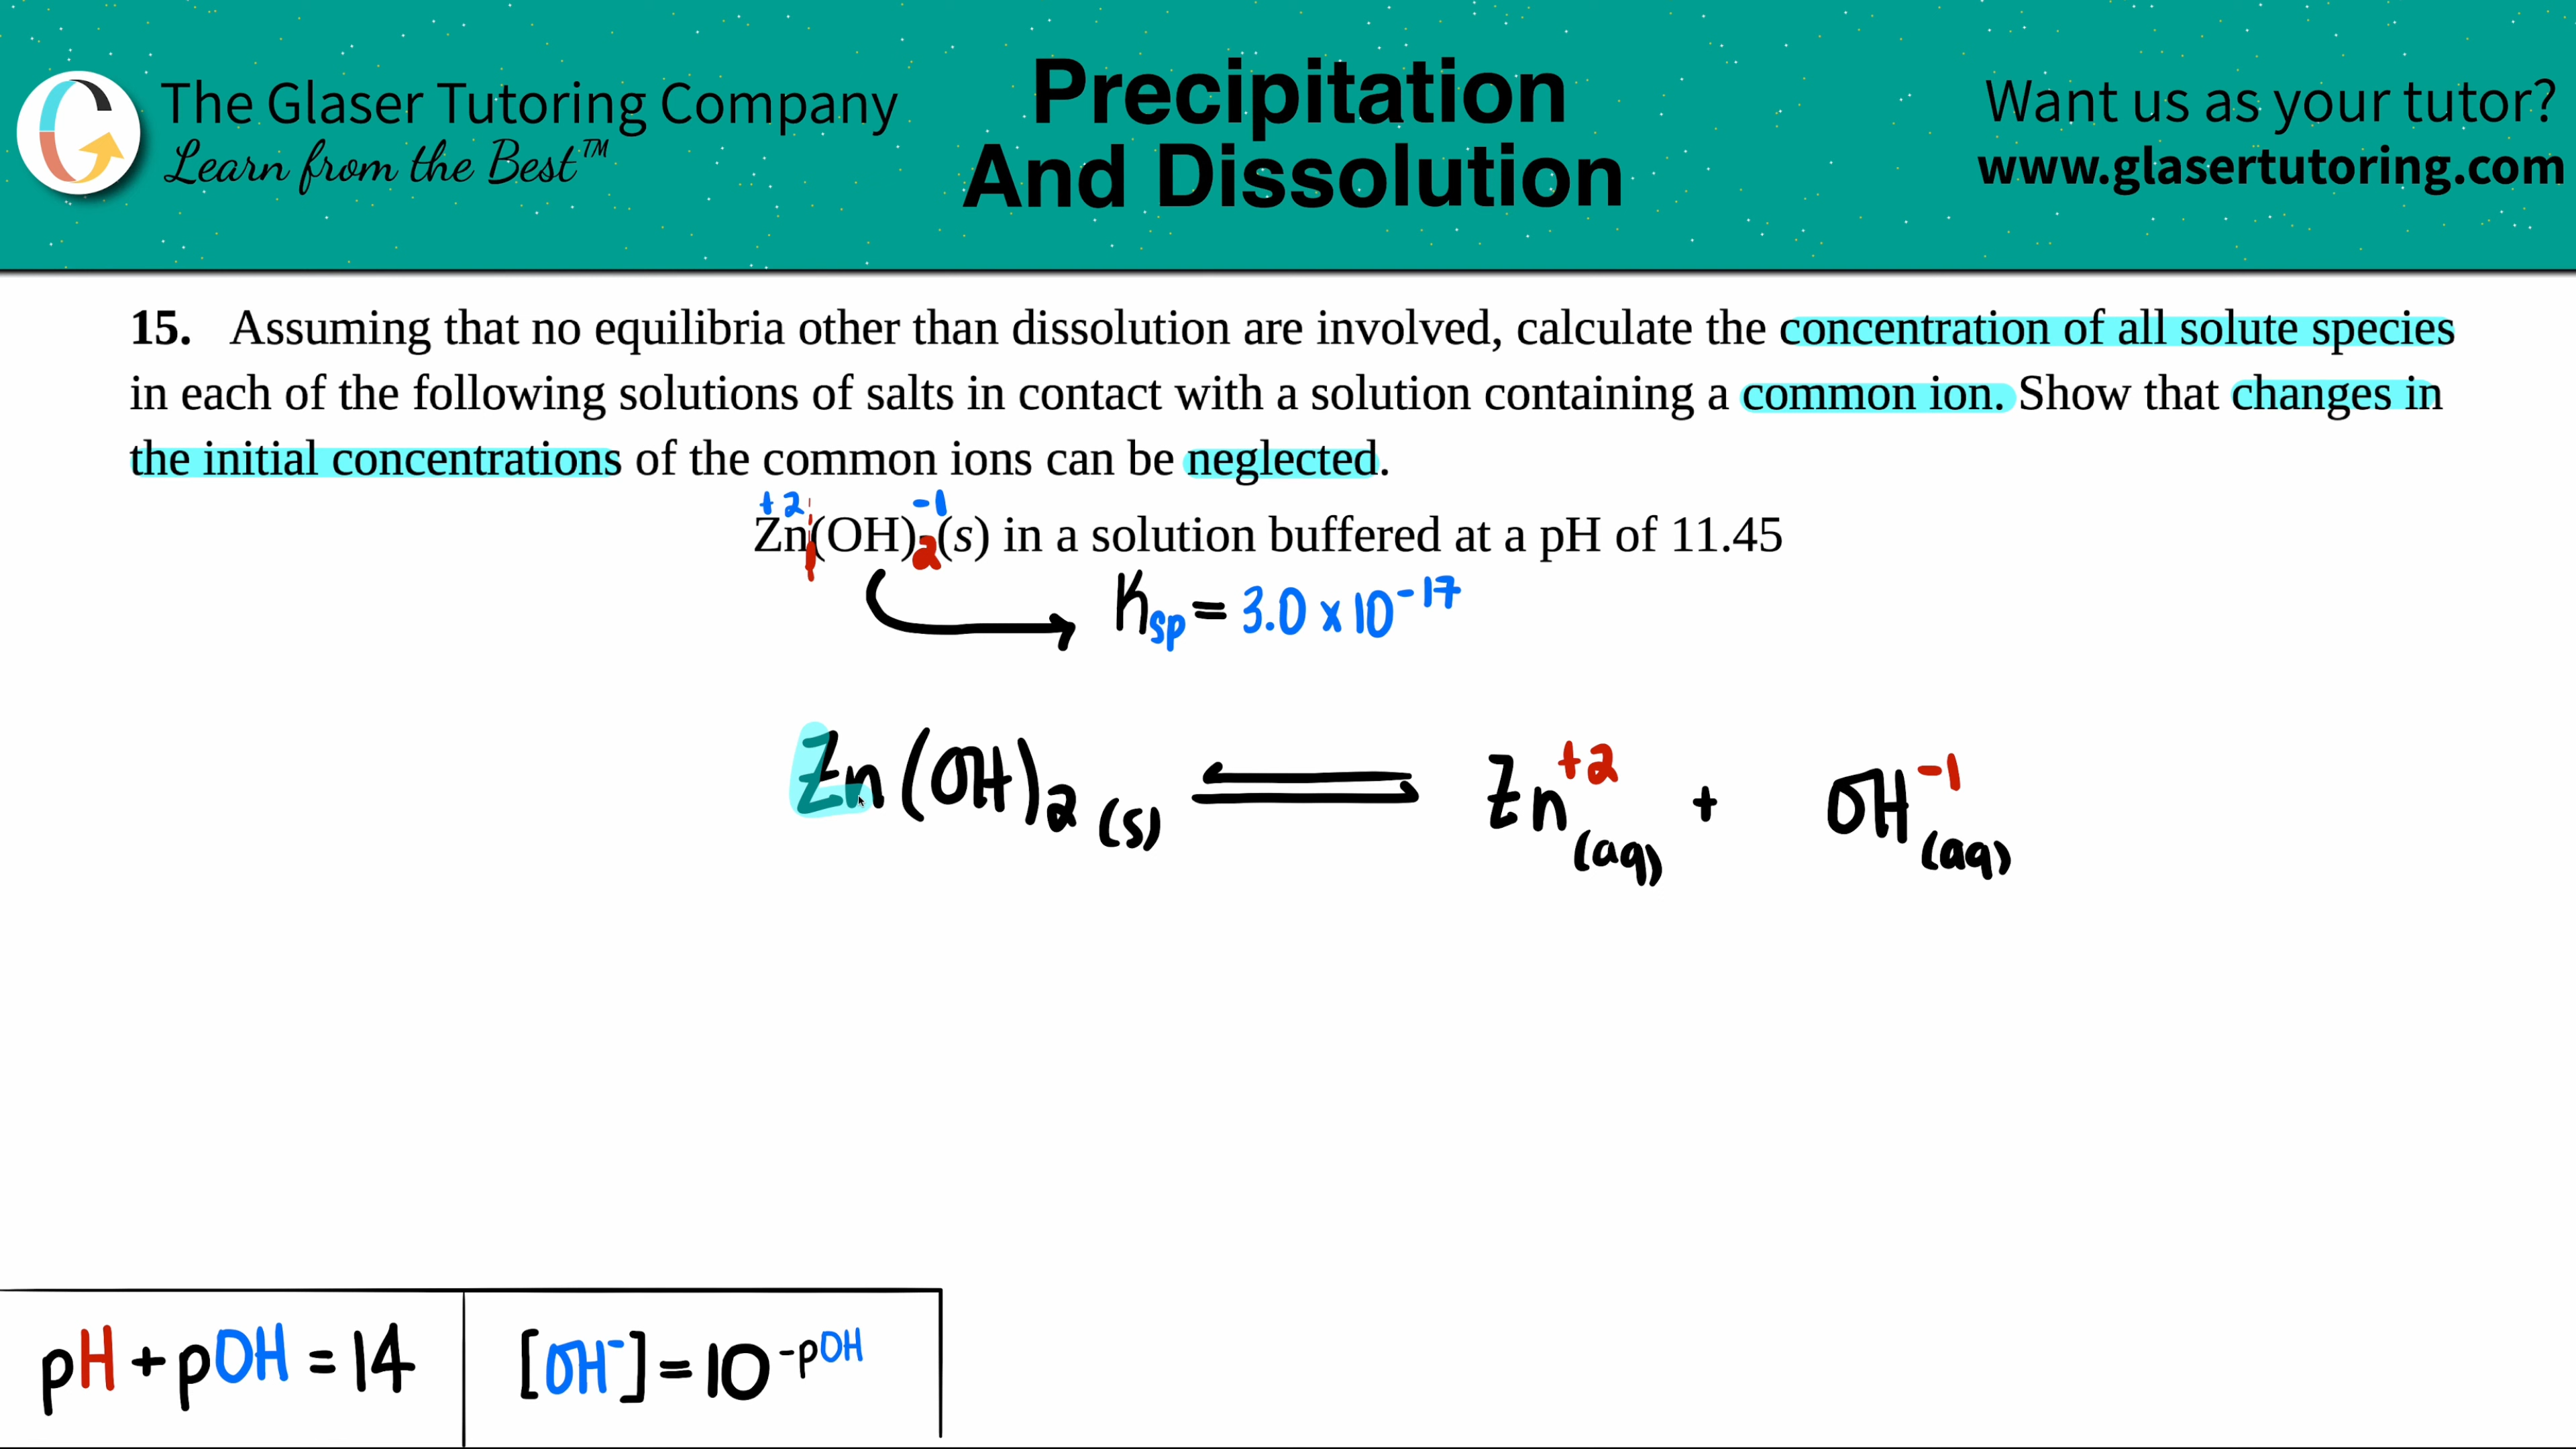 The Glaser Tutoring Company
Learn from the Best™
Precipitation
And Dissolution
Want us as your tutor?
www.glasertutoring.com
15. Assuming that no equilibria other than dissolution are involved, calculate the concentration of all solute species
in each of the following solutions of salts in contact with a solution containing a common ion. Show that changes in
the initial concentrations of the common ions can be neglected.
+2 -1
Zn(OH)2(s) in a solution buffered at a pH of 11.45
1
Ksp = 3.0 x 10^-17
Zn(OH)2 (s) ⇌ Zn^+2 (aq) + OH^-1 (aq)
pH + pOH = 14
[OH^-] = 10^-pOH